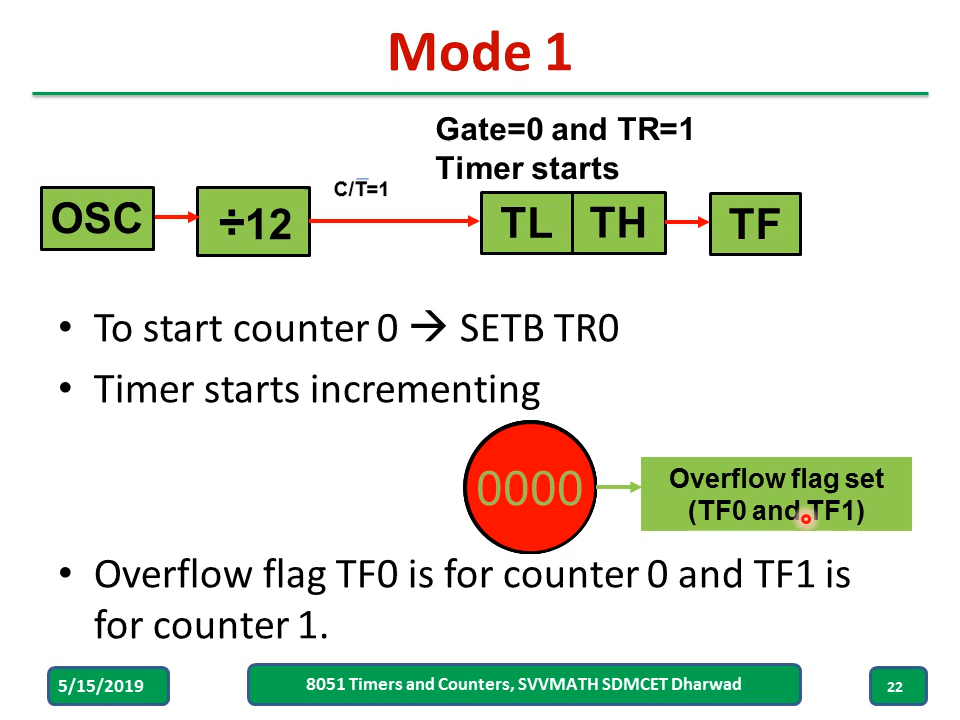 Mode 1
Gate=0 and TR=1
Timer starts
C/T̅=1
OSC
÷12
TL TH
TF
• To start counter 0 → SETB TR0
• Timer starts incrementing
0000
Overflow flag set
(TF0 and TF1)
• Overflow flag TF0 is for counter 0 and TF1 is
for counter 1.
5/15/2019
8051 Timers and Counters, SVVMATH SDMCET Dharwad
22